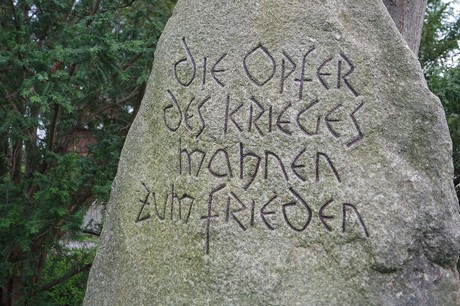 die Opfer
des Krieges
mahnen
zum frieden